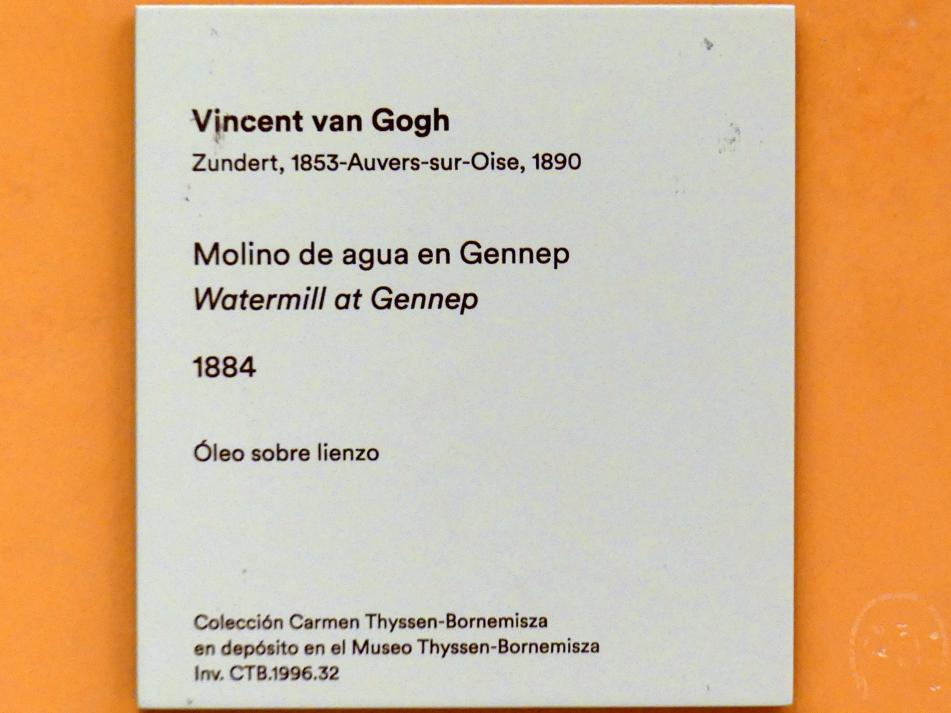 Vincent van Gogh
Zundert, 1853-Auvers-sur-Oise, 1890
Molino de agua en Gennep
Watermill at Gennep
1884
Óleo sobre lienzo
Colección Carmen Thyssen-Bornemisza
en depósito en el Museo Thyssen-Bornemisza
Inv. CTB.1996.32